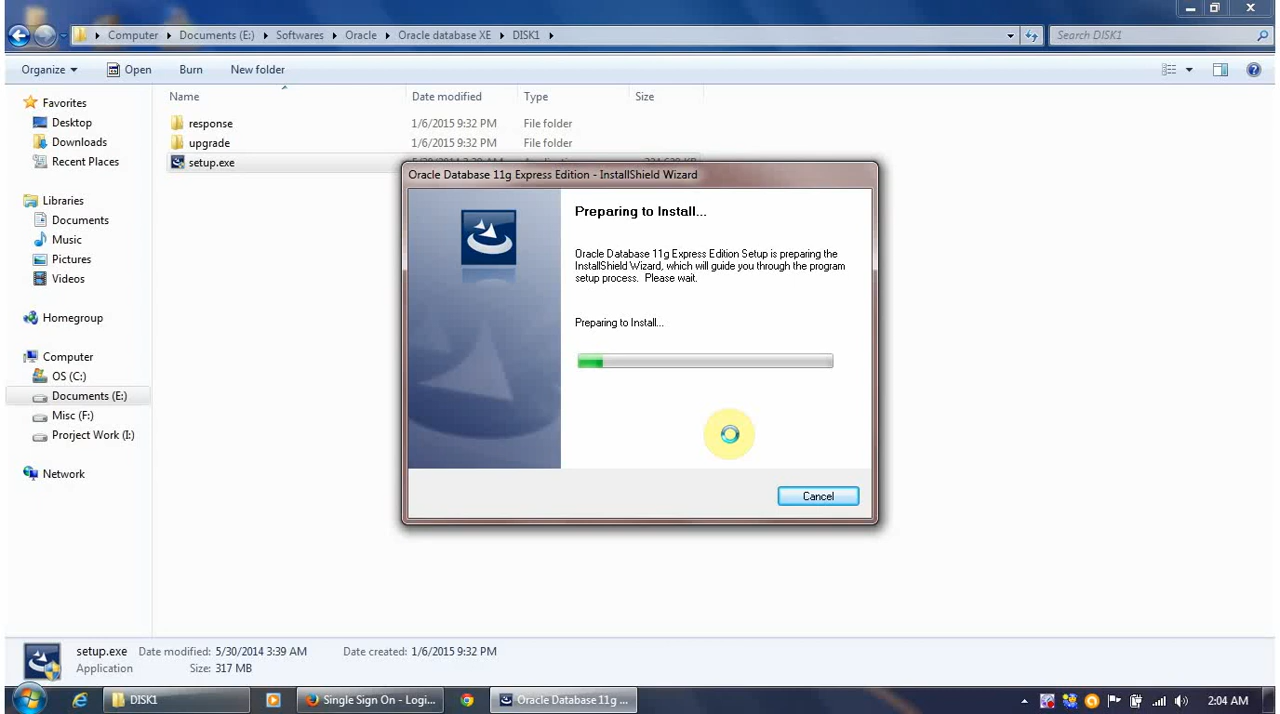 Computer Documents (E:) Softwares Oracle Oracle database XE DISK1
Search DISK1
Organize Open Burn New folder
Name Date modified Type Size
Favorites
Desktop
Downloads
Recent Places
Libraries
Documents
Music
Pictures
Videos
Homegroup
Computer
OS (C:)
Documents (E:)
Misc (F:)
Project Work (I:)
Network
response 1/6/2015 9:32 PM File folder
upgrade 1/6/2015 9:32 PM File folder
setup.exe
Oracle Database 11g Express Edition - InstallShield Wizard
Preparing to Install...
Oracle Database 11g Express Edition Setup is preparing the
InstallShield Wizard, which will guide you through the program
setup process. Please wait.
Preparing to Install...
Cancel
setup.exe Date modified: 5/30/2014 3:39 AM Date created: 1/6/2015 9:32 PM
Application Size: 317 MB
DISK1
Single Sign On - Logi...
Oracle Database 11g ...
2:04 AM